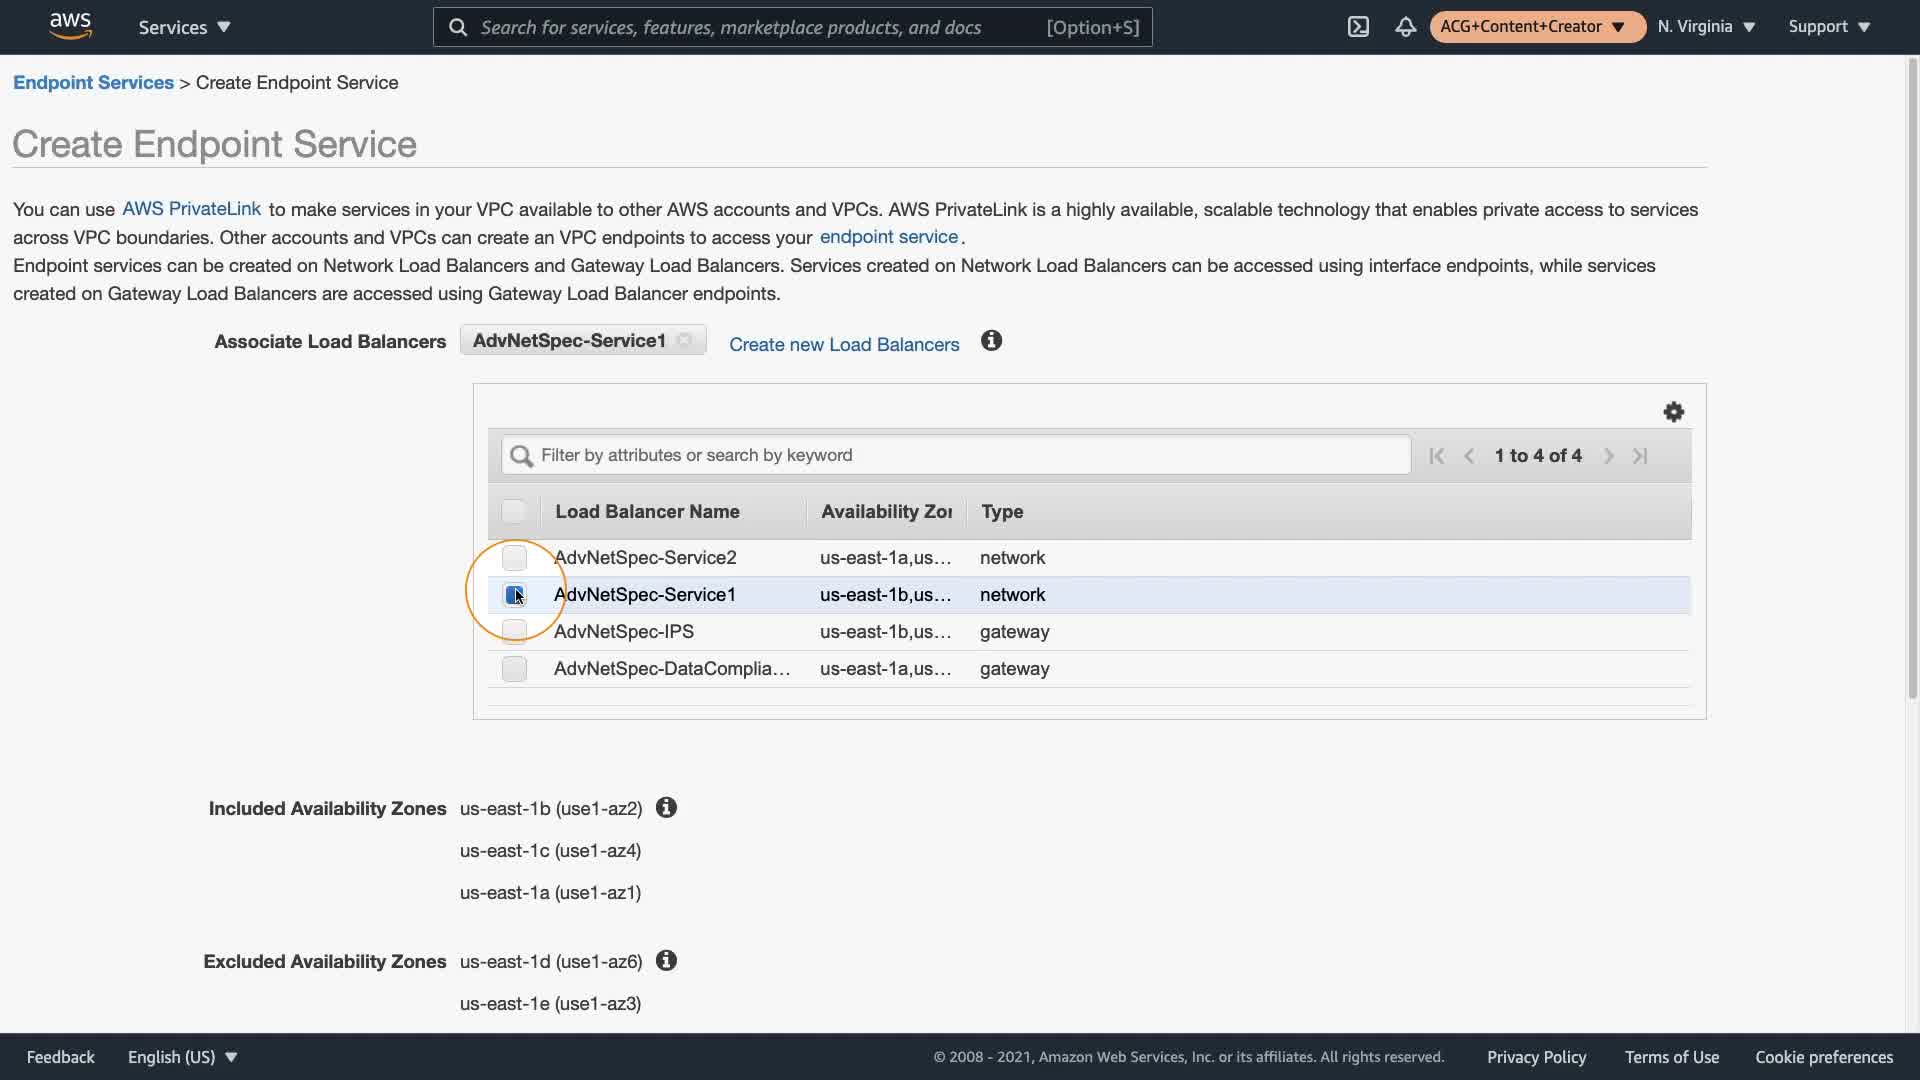 aws Services Search for services, features, marketplace products, and docs [Option+S] ACG+Content+Creator N. Virginia Support
Endpoint Services > Create Endpoint Service
Create Endpoint Service
You can use AWS PrivateLink to make services in your VPC available to other AWS accounts and VPCs. AWS PrivateLink is a highly available, scalable technology that enables private access to services
across VPC boundaries. Other accounts and VPCs can create an VPC endpoints to access your endpoint service.
Endpoint services can be created on Network Load Balancers and Gateway Load Balancers. Services created on Network Load Balancers can be accessed using interface endpoints, while services
created on Gateway Load Balancers are accessed using Gateway Load Balancer endpoints.
Associate Load Balancers AdvNetSpec-Service1 Create new Load Balancers
Filter by attributes or search by keyword 1 to 4 of 4
Load Balancer Name Availability Zor Type
AdvNetSpec-Service2 us-east-1a,us... network
AdvNetSpec-Service1 us-east-1b,us... network
AdvNetSpec-IPS us-east-1b,us... gateway
AdvNetSpec-DataComplia... us-east-1a,us... gateway
Included Availability Zones us-east-1b (use1-az2)
us-east-1c (use1-az4)
us-east-1a (use1-az1)
Excluded Availability Zones us-east-1d (use1-az6)
us-east-1e (use1-az3)
Feedback English (US) © 2008 - 2021, Amazon Web Services, Inc. or its affiliates. All rights reserved. Privacy Policy Terms of Use Cookie preferences